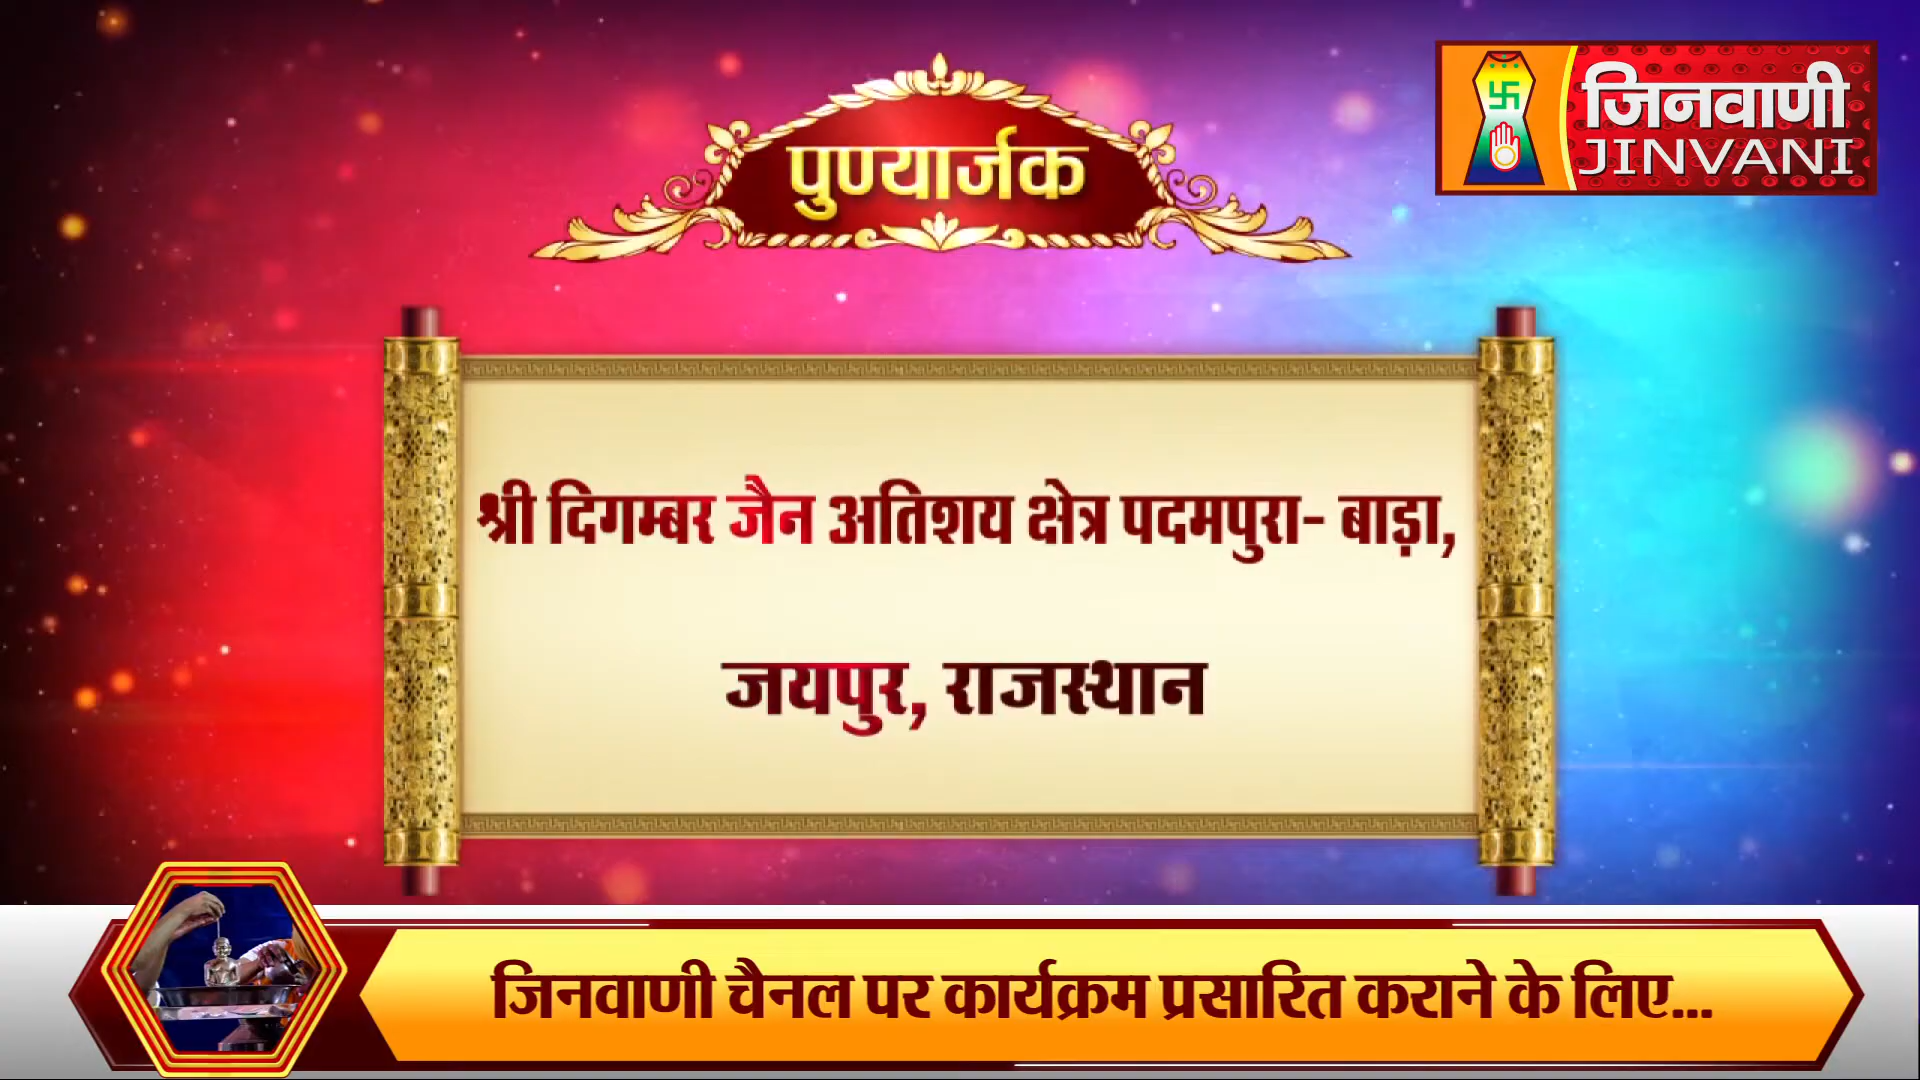 पुण्यार्जक
जिनवाणी
JINVANI
श्री दिगम्बर जैन अतिशय क्षेत्र पदमपुरा- बाड़ा,
जयपुर, राजस्थान
जिनवाणी चैनल पर कार्यक्रम प्रसारित कराने के लिए...